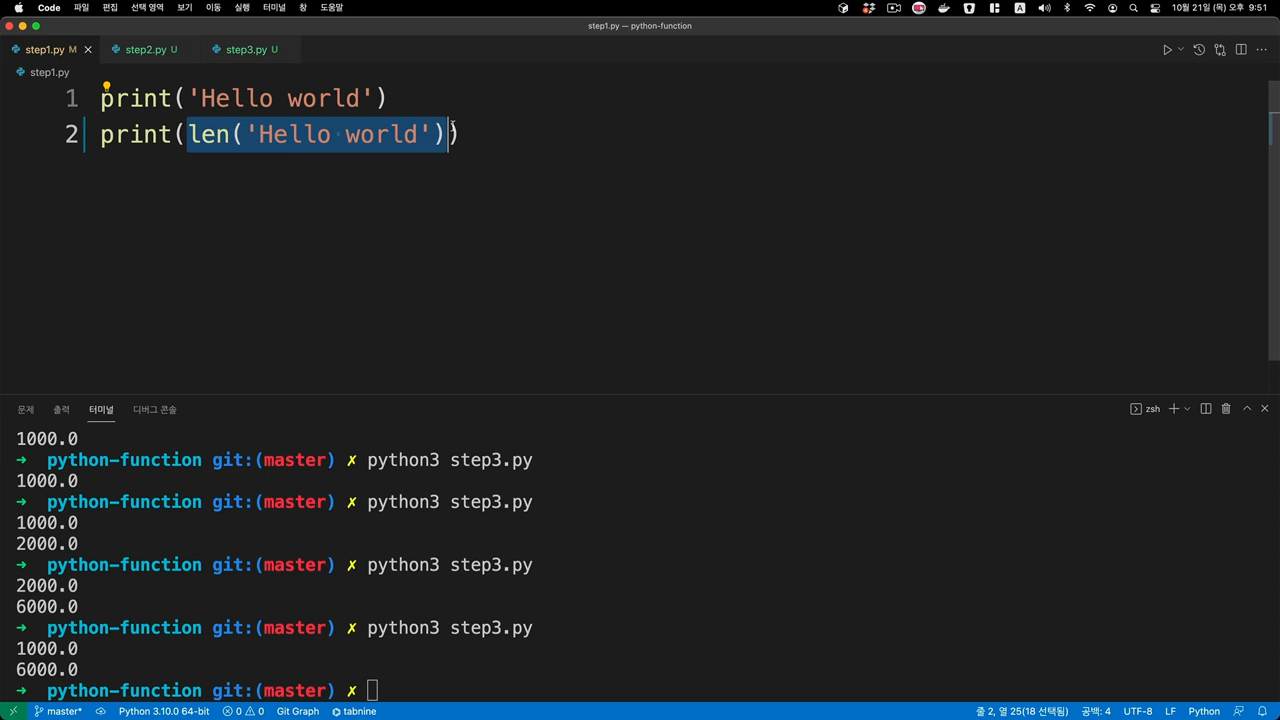 Code 파일 편집 선택 영역 보기 이동 실행 터미널 창 도움말 A 10월 21일 (목) 오후 9:51
step1.py — python-function
step1.py M step2.py U step3.py U
step1.py
1 print('Hello world')
2 print(len('Hello·world'))
문제 출력 터미널 디버그 콘솔 zsh
1000.0
➜ python-function git:(master) ✗ python3 step3.py
1000.0
➜ python-function git:(master) ✗ python3 step3.py
1000.0
2000.0
➜ python-function git:(master) ✗ python3 step3.py
2000.0
6000.0
➜ python-function git:(master) ✗ python3 step3.py
1000.0
6000.0
➜ python-function git:(master) ✗
master* Python 3.10.0 64-bit 0 0 Git Graph tabnine 줄 2, 열 25(18 선택됨) 공백: 4 UTF-8 LF Python